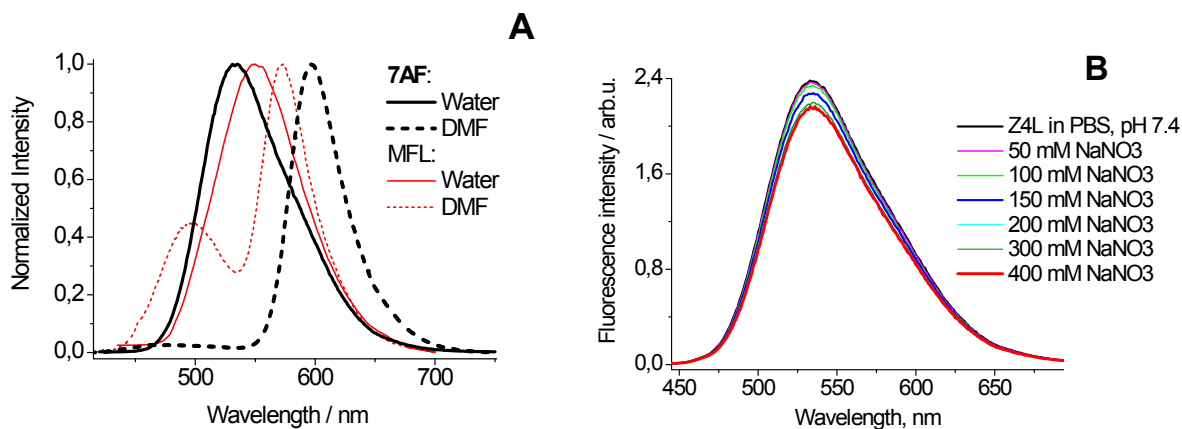 A
1,0
0,8
0,6
0,4
0,2
0,0
Normalized Intensity
500
600
700
Wavelength / nm
7AF:
Water
DMF
MFL:
Water
DMF
B
2,4
1,6
0,8
0,0
Fluorescence intensity / arb.u.
450
500
550
600
650
Wavelength, nm
Z4L in PBS, pH 7.4
50 mM NaNO3
100 mM NaNO3
150 mM NaNO3
200 mM NaNO3
300 mM NaNO3
400 mM NaNO3